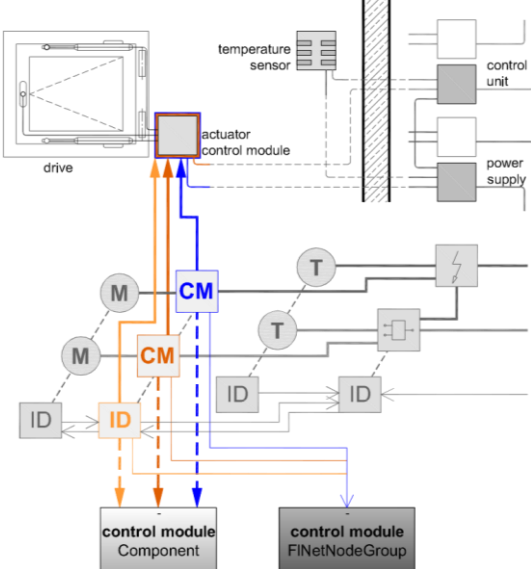 temperature
sensor
control
unit
actuator
control module
drive
power
supply
T
M
CM
T
M
CM
ID
ID
ID
ID
-
control module
Component
-
control module
FlNetNodeGroup